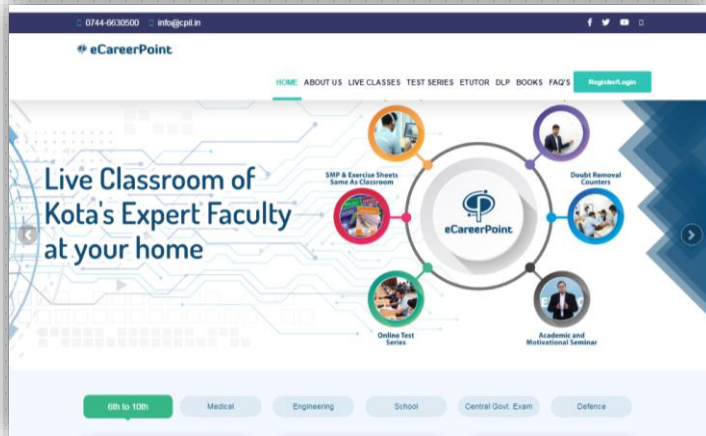 0744-6630500 info@cpil.in
eCareerPoint
HOME ABOUT US LIVE CLASSES TEST SERIES ETUTOR DLP BOOKS FAQ'S Register/Login
Live Classroom of
Kota's Expert Faculty
at your home
SMP & Exercise Sheets
Same As Classroom
Doubt Removal
Counters
eCareerPoint
Online Test
Series
Academic and
Motivational Seminar
6th to 10th Medical Engineering School Central Govt. Exam Defence